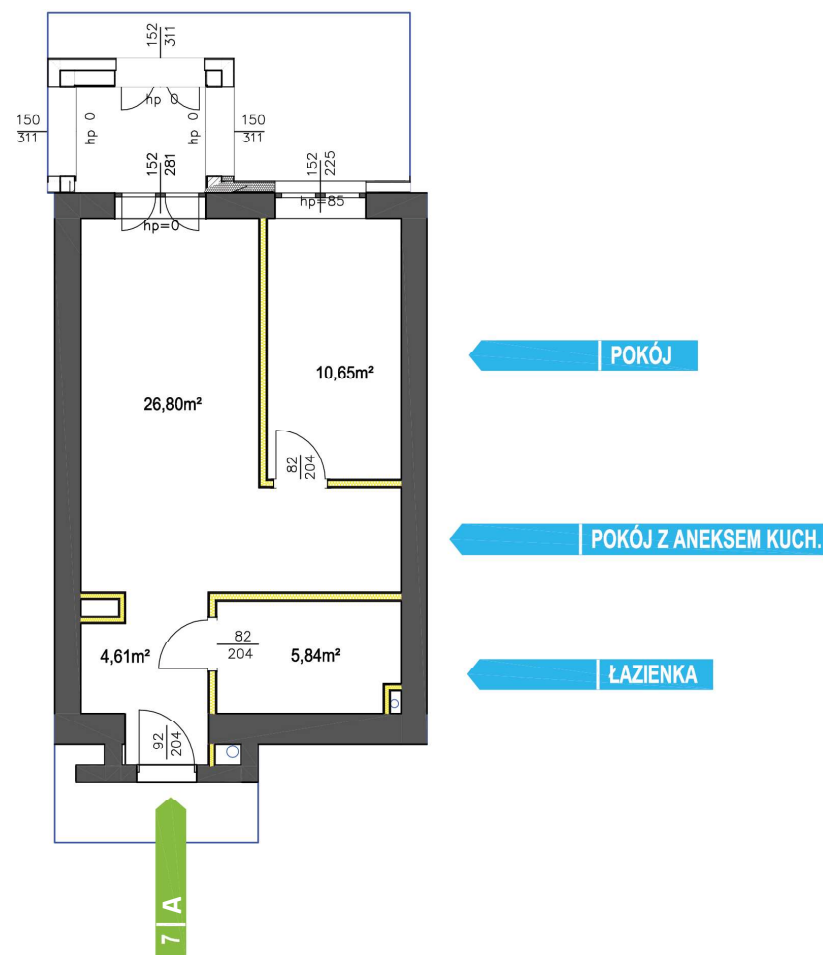 152
311
hp 0
150
311
hp 0
hp 0
150
311
152
281
152
225
hp=0
hp=85
POKÓJ
10,65m²
26,80m²
82
204
POKÓJ Z ANEKSEM KUCH.
82
204
4,61m²
5,84m²
ŁAZIENKA
92
204
7 | A